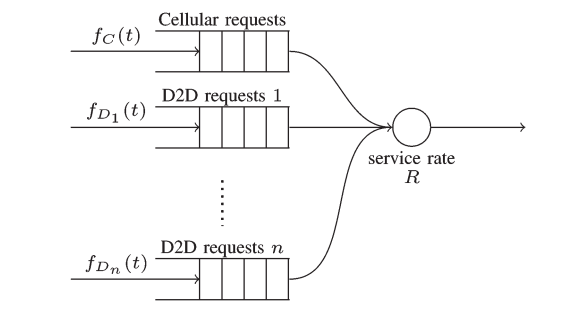 Cellular requests
f_C(t)
D2D requests 1
f_{D_1}(t)
service rate
R
D2D requests n
f_{D_n}(t)